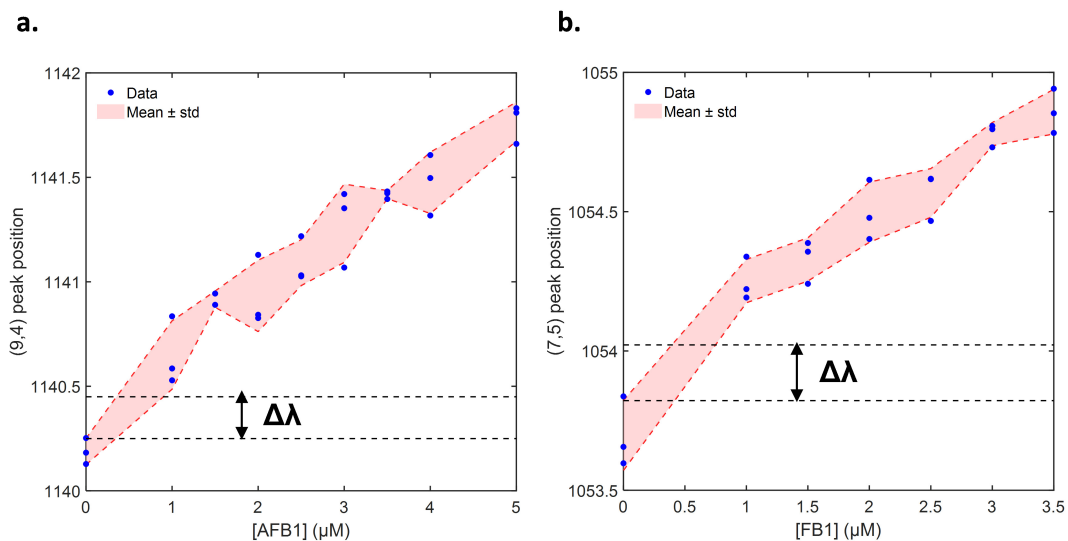 a.
1142
1141.5
1141
1140.5
1140
(9,4) peak position
Data
Mean ± std
Δλ
0
1
2
3
4
5
[AFB1] (µM)
b.
1055
1054.5
1054
1053.5
(7,5) peak position
Data
Mean ± std
Δλ
0
0.5
1
1.5
2
2.5
3
3.5
[FB1] (µM)